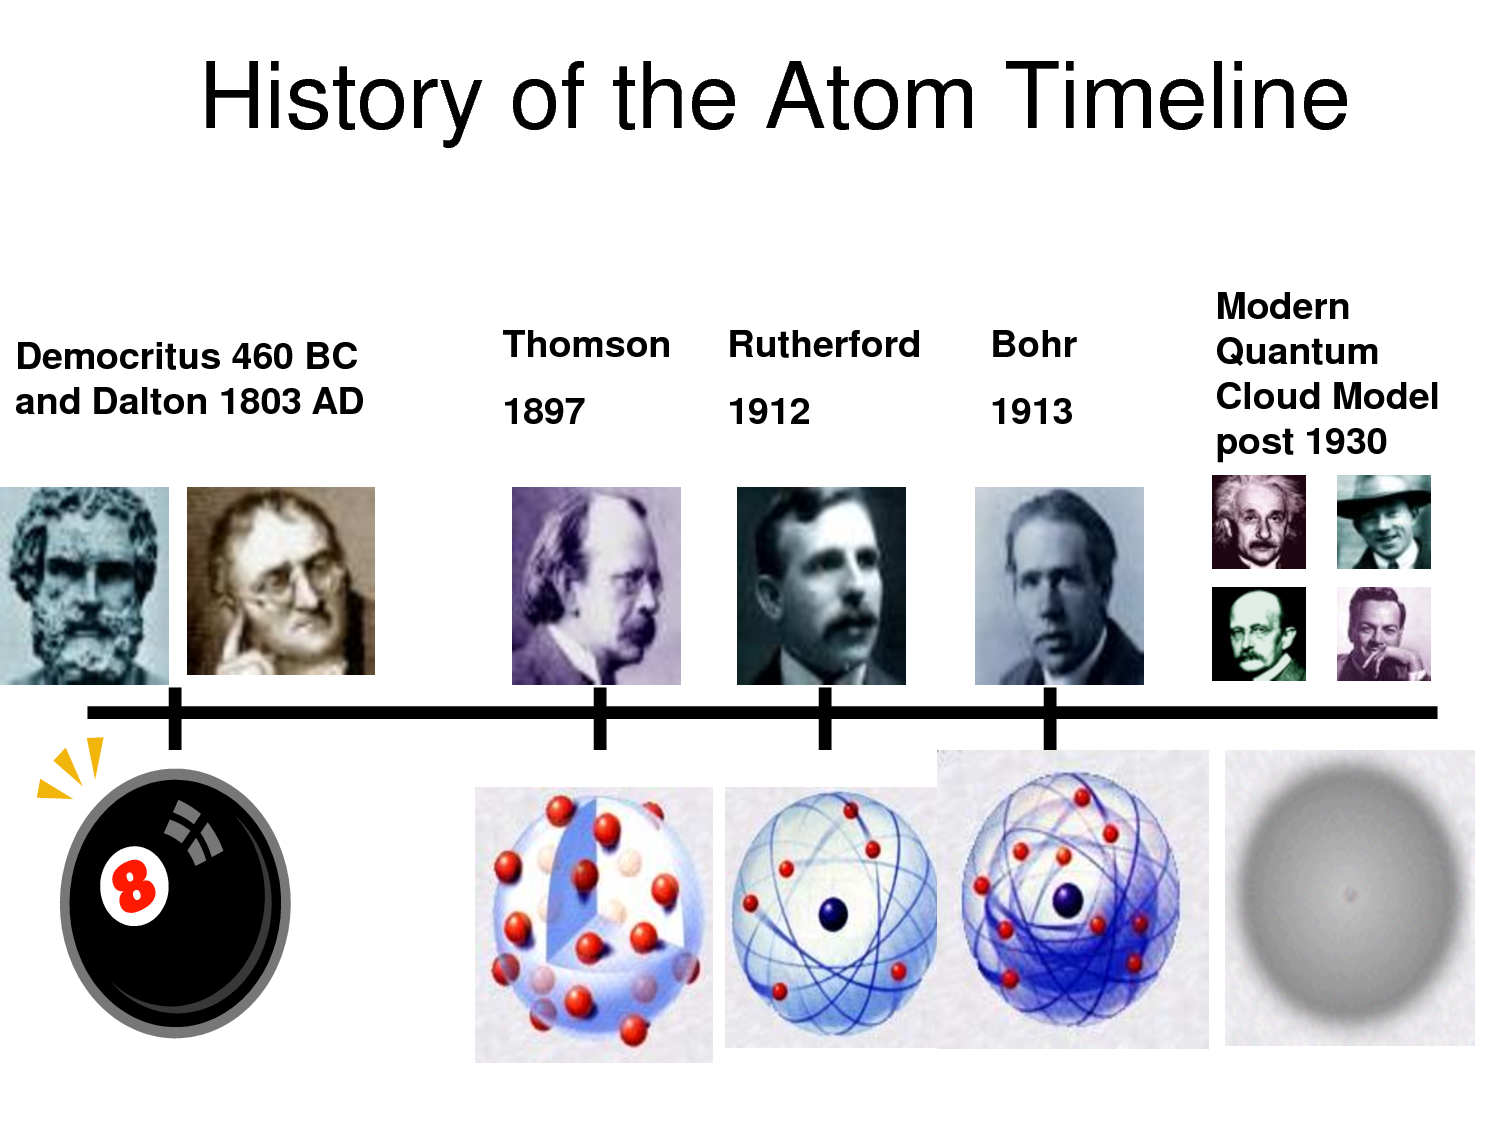 History of the Atom Timeline
Democritus 460 BC
and Dalton 1803 AD
Thomson
1897
Rutherford
1912
Bohr
1913
Modern
Quantum
Cloud Model
post 1930
8